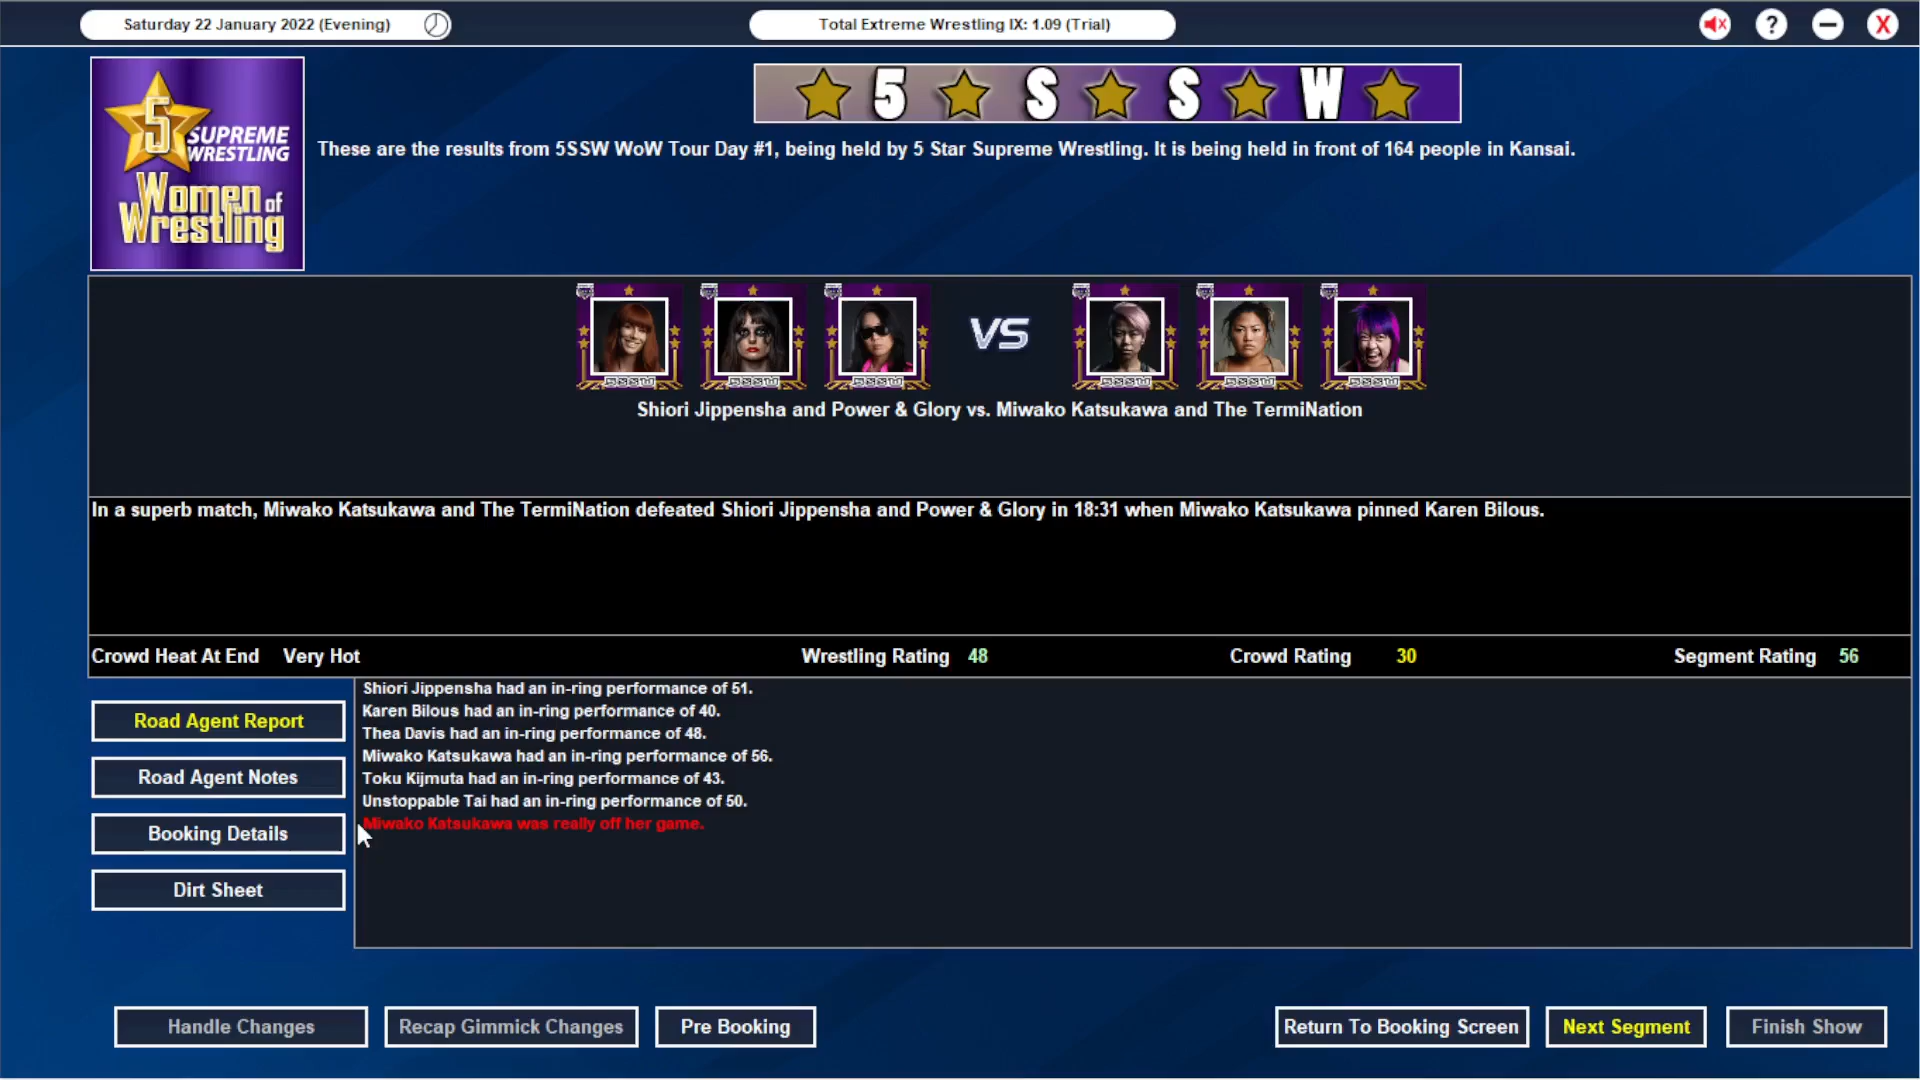 Saturday 22 January 2022 (Evening)
Total Extreme Wrestling IX: 1.09 (Trial)
?
X
5
SUPREME
WRESTLING
Women of
Wrestling
5 S S W
These are the results from 5SSW WoW Tour Day #1, being held by 5 Star Supreme Wrestling. It is being held in front of 164 people in Kansai.
VS
5SSW 5SSW 5SSW 5SSW 5SSW 5SSW
Shiori Jippensha and Power & Glory vs. Miwako Katsukawa and The TermiNation
In a superb match, Miwako Katsukawa and The TermiNation defeated Shiori Jippensha and Power & Glory in 18:31 when Miwako Katsukawa pinned Karen Bilous.
Crowd Heat At End Very Hot Wrestling Rating 48 Crowd Rating 30 Segment Rating 56
Road Agent Report
Road Agent Notes
Booking Details
Dirt Sheet
Shiori Jippensha had an in-ring performance of 51.
Karen Bilous had an in-ring performance of 40.
Thea Davis had an in-ring performance of 48.
Miwako Katsukawa had an in-ring performance of 56.
Toku Kijmuta had an in-ring performance of 43.
Unstoppable Tai had an in-ring performance of 50.
Miwako Katsukawa was really off her game.
Handle Changes Recap Gimmick Changes Pre Booking Return To Booking Screen Next Segment Finish Show